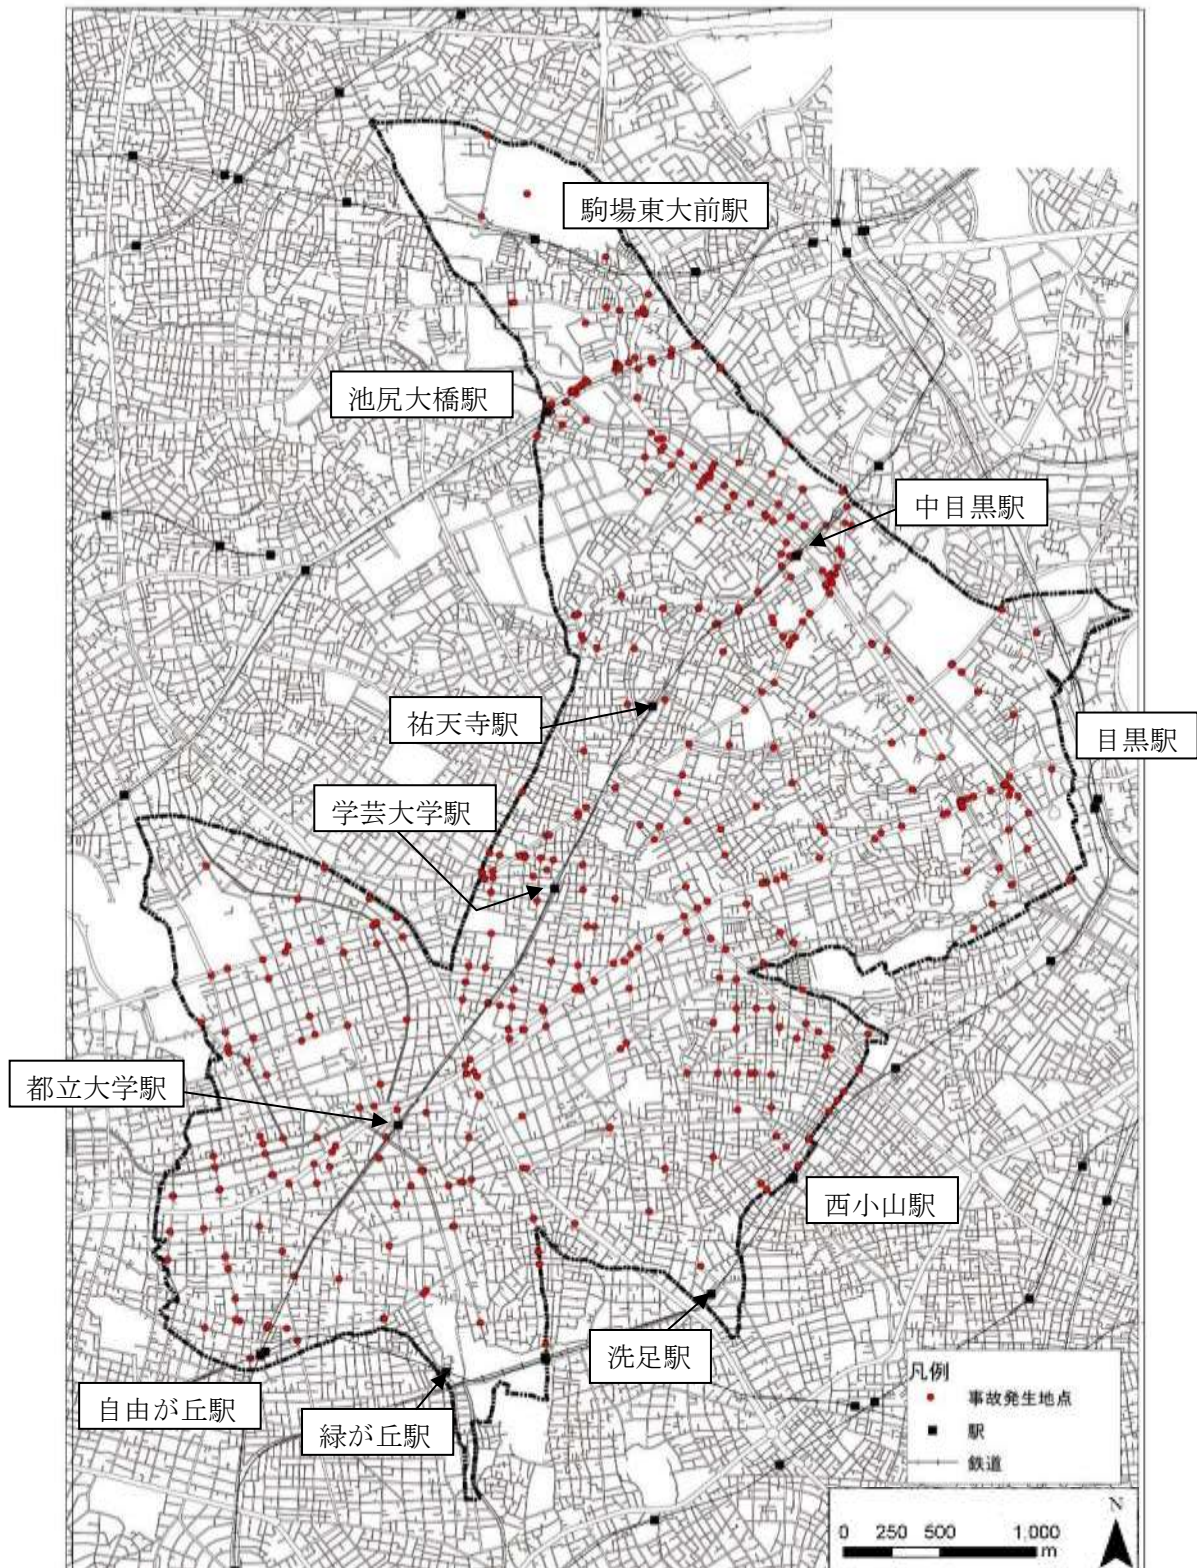 駒場東大前駅
池尻大橋駅
中目黒駅
祐天寺駅
目黒駅
学芸大学駅
都立大学駅
西小山駅
洗足駅
自由が丘駅
緑が丘駅
凡例
事故発生地点
駅
鉄道
N
0 250 500 1,000
m